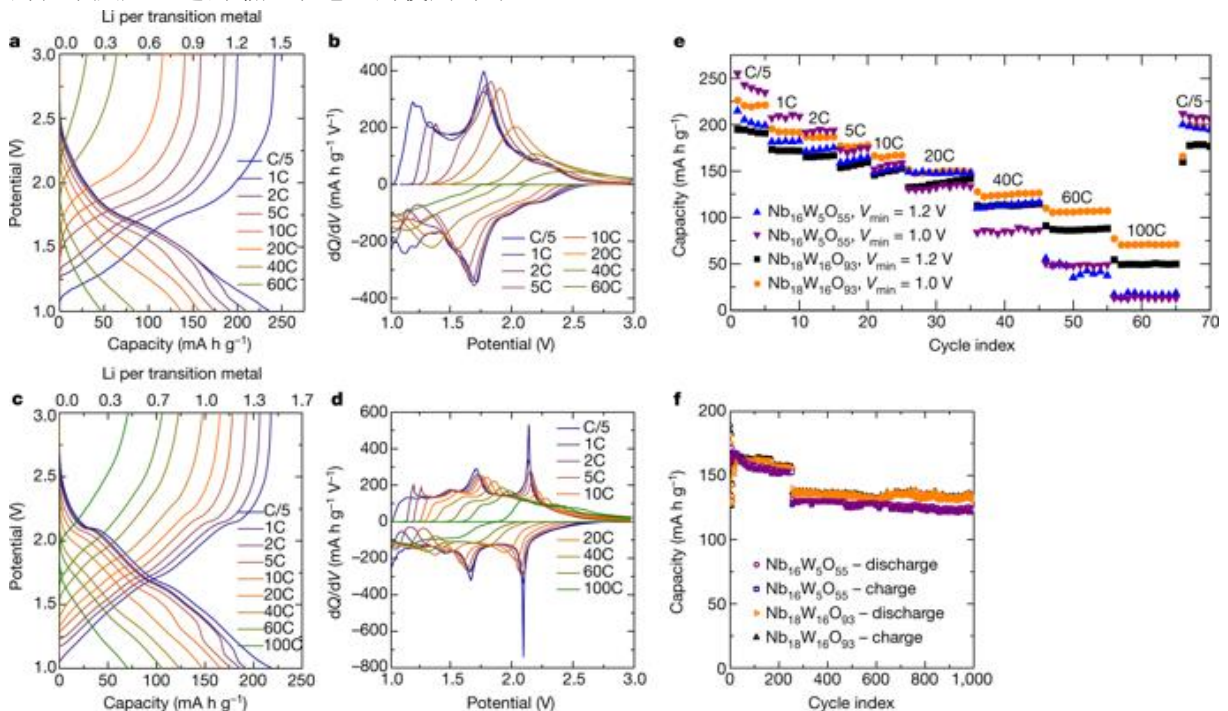 Li per transition metal
a
0.0 0.3 0.6 0.9 1.2 1.5
3.0
2.5
2.0
1.5
1.0
Potential (V)
C/5
1C
2C
5C
10C
20C
40C
60C
0 50 100 150 200 250
Capacity (mA h g⁻¹)
b
400
200
0
200
−400
dQ/dV (mA h g⁻¹ V⁻¹)
C/5
1C
2C
5C
10C
20C
40C
60C
1.0 1.5 2.0 2.5 3.0
Potential (V)
e
250
200
150
100
50
0
Capacity (mA h g⁻¹)
C/5
1C
2C
5C
10C
20C
40C
60C
100C
C/5
Nb₁₆W₅O₅₅, Vmin = 1.2 V
Nb₁₆W₅O₅₅, Vmin = 1.0 V
Nb₁₈W₁₆O₉₃, Vmin = 1.2 V
Nb₁₈W₁₆O₉₃, Vmin = 1.0 V
0 10 20 30 40 50 60 70
Cycle index
Li per transition metal
c
0.0 0.3 0.5 0.7 1.0 1.3 1.7
3.0
2.5
2.0
1.5
1.0
Potential (V)
C/5
1C
2C
5C
10C
20C
40C
60C
100C
0 50 100 150 200 250
Capacity (mA h g⁻¹)
d
600
400
200
0
−200
−400
−600
−800
dQ/dV (mA h g⁻¹ V⁻¹)
C/5
1C
2C
5C
10C
20C
40C
60C
100C
1.0 1.5 2.0 2.5 3.0
Potential (V)
f
200
150
100
50
0
Capacity (mA h g⁻¹)
Nb₁₆W₅O₅₅ – discharge
Nb₁₆W₅O₅₅ – charge
Nb₁₈W₁₆O₉₃ – discharge
Nb₁₈W₁₆O₉₃ – charge
0 200 400 600 800 1,000
Cycle index